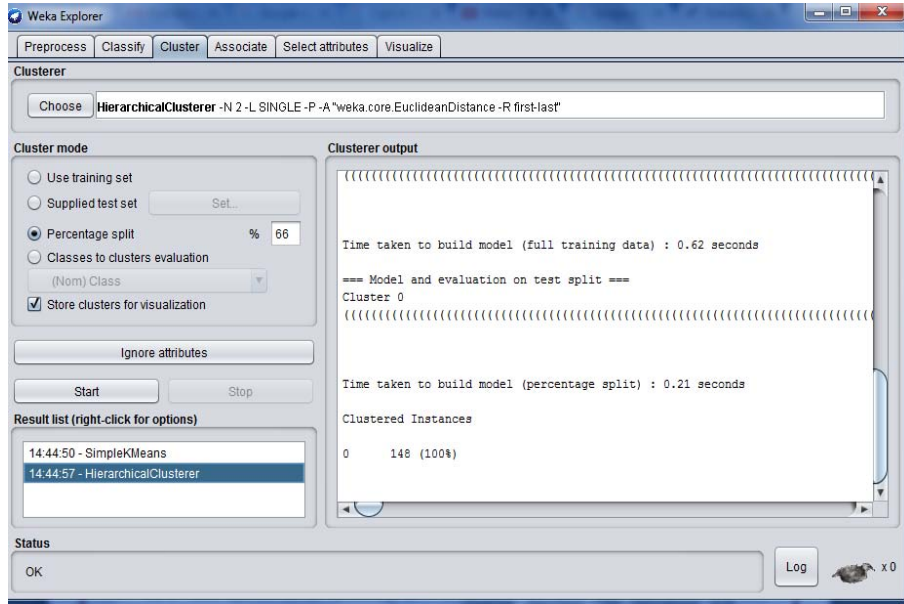 Weka Explorer
Preprocess Classify Cluster Associate Select attributes Visualize
Clusterer
Choose HierarchicalClusterer -N 2 -L SINGLE -P -A "weka.core.EuclideanDistance -R first-last"
Cluster mode
Use training set
Supplied test set Set...
Percentage split % 66
Classes to clusters evaluation
(Nom) Class
Store clusters for visualization
Ignore attributes
Start Stop
Result list (right-click for options)
14:44:50 - SimpleKMeans
14:44:57 - HierarchicalClusterer
Clusterer output
((((((((((((((((((((((((((((((((((((((((((((((((((((((((((((((((((((((((((((((
Time taken to build model (full training data) : 0.62 seconds
=== Model and evaluation on test split ===
Cluster 0
((((((((((((((((((((((((((((((((((((((((((((((((((((((((((((((((((((((((((((((
Time taken to build model (percentage split) : 0.21 seconds
Clustered Instances
0 148 (100%)
Status
OK
Log x 0